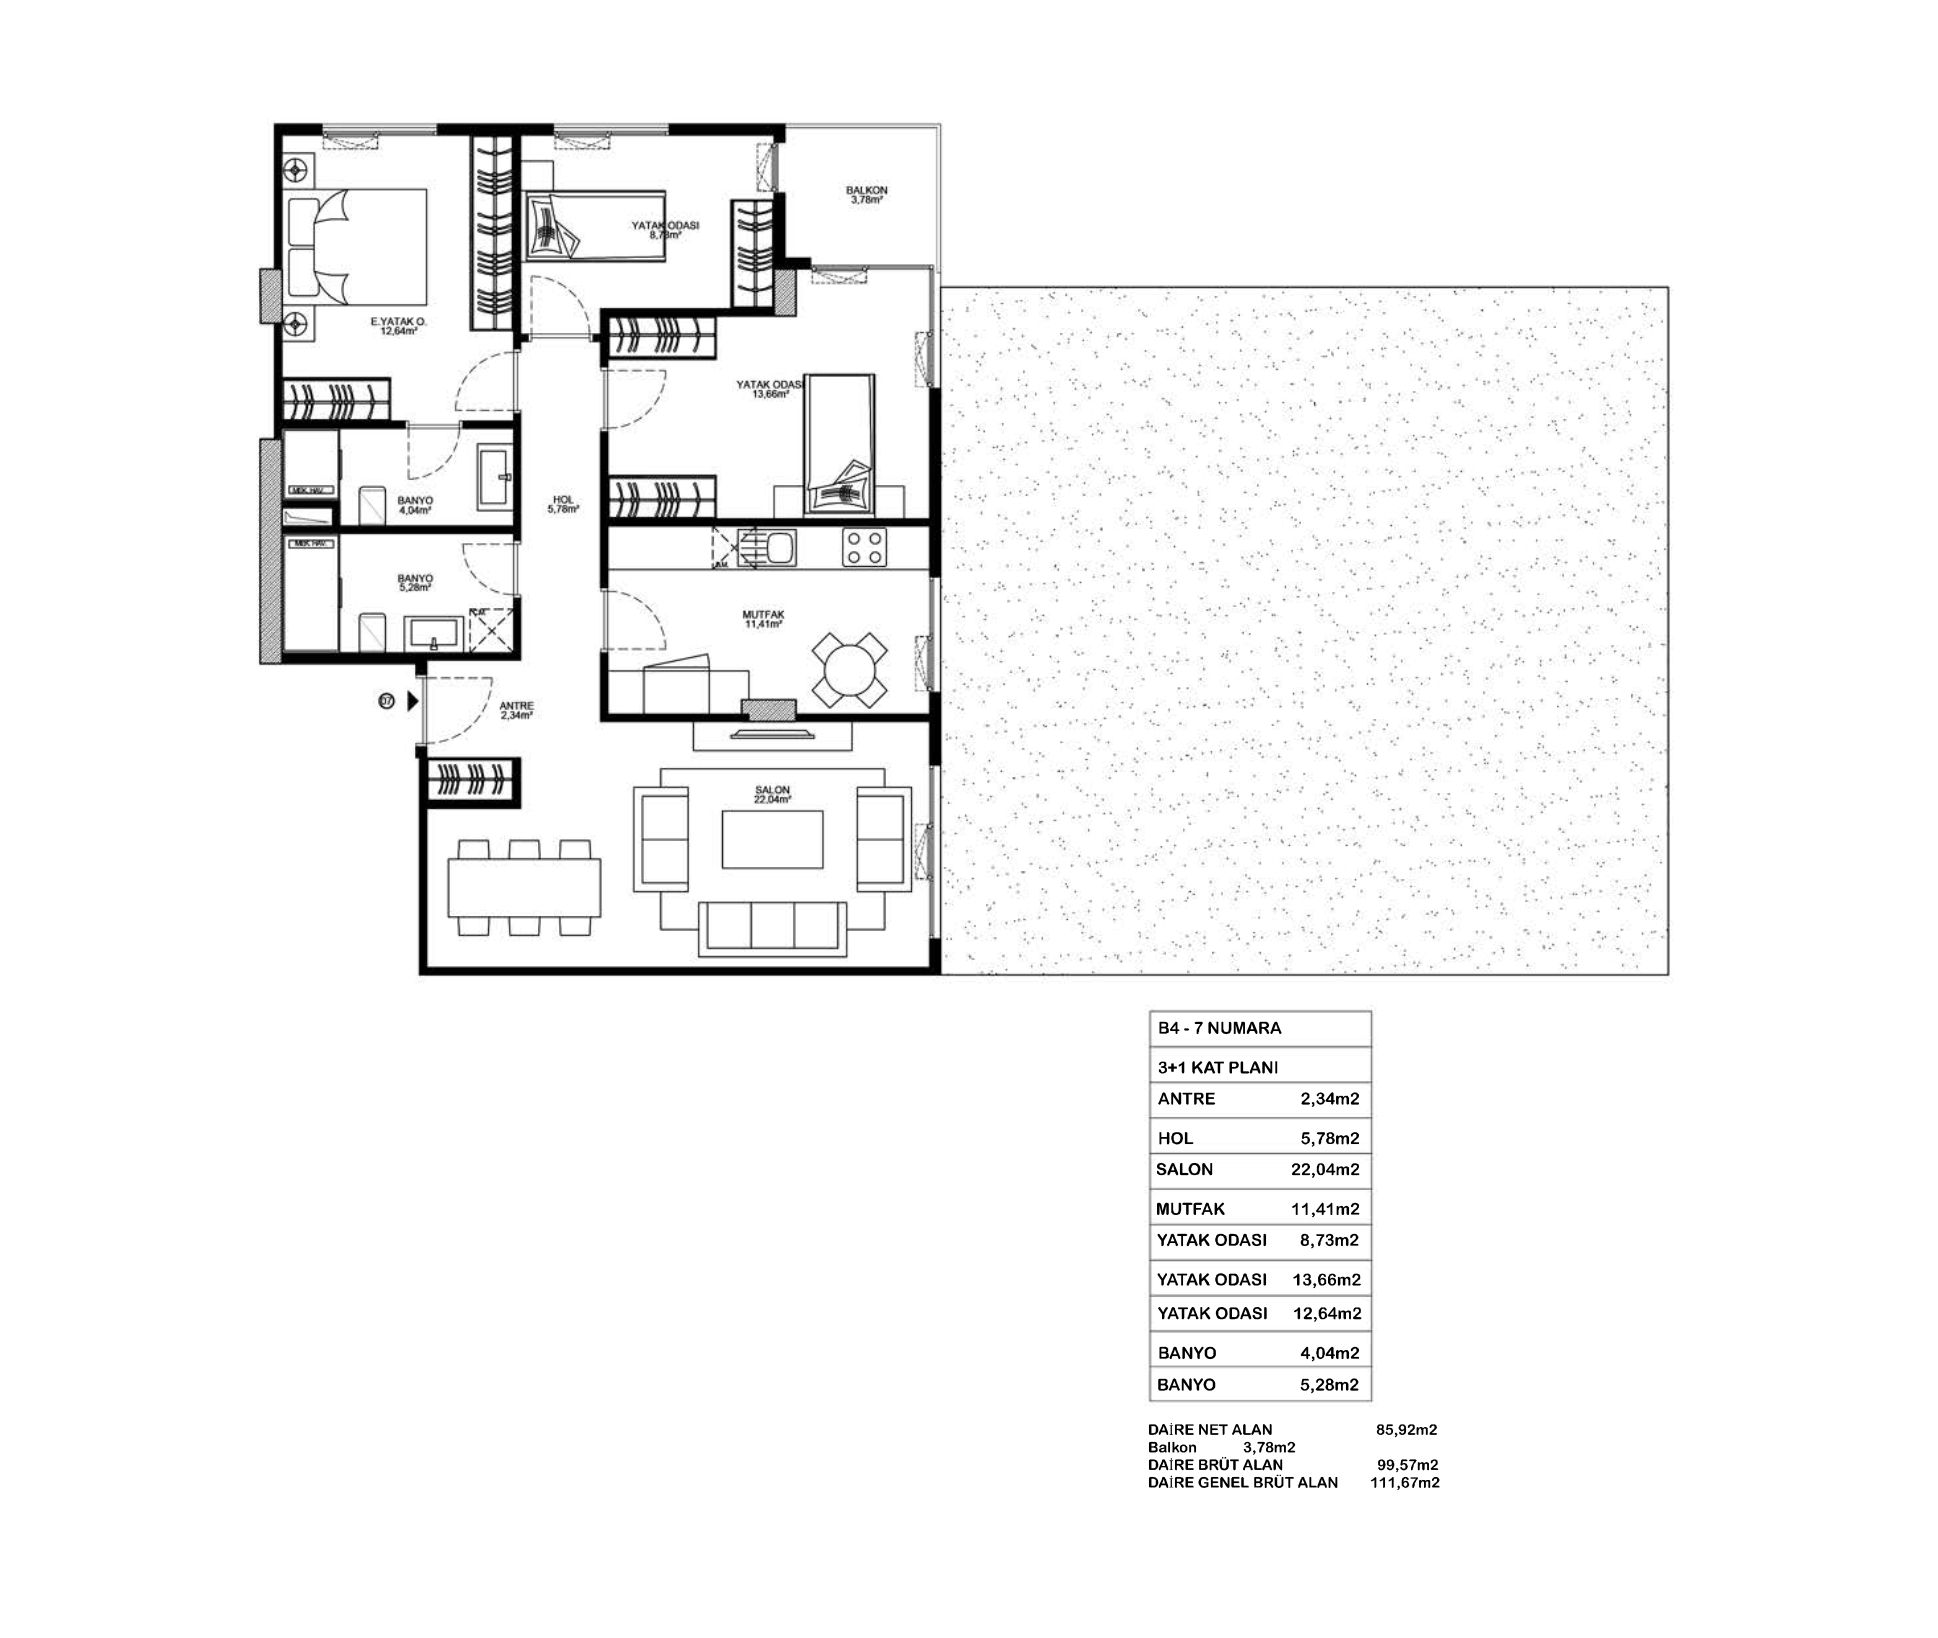 BALKON
3,78m²
YATAK ODASI
8,73m²
E.YATAK O.
12,64m²
YATAK ODASI
13,66m²
MEK. HAV.
BANYO
4,04m²
HOL
5,78m²
MEK. HAV.
BANYO
5,28m²
MUTFAK
11,41m²
07
ANTRE
2,34m²
SALON
22,04m²
B4 - 7 NUMARA
3+1 KAT PLANI
ANTRE 2,34m2
HOL 5,78m2
SALON 22,04m2
MUTFAK 11,41m2
YATAK ODASI 8,73m2
YATAK ODASI 13,66m2
YATAK ODASI 12,64m2
BANYO 4,04m2
BANYO 5,28m2
DAİRE NET ALAN 85,92m2
Balkon 3,78m2
DAİRE BRÜT ALAN 99,57m2
DAİRE GENEL BRÜT ALAN 111,67m2